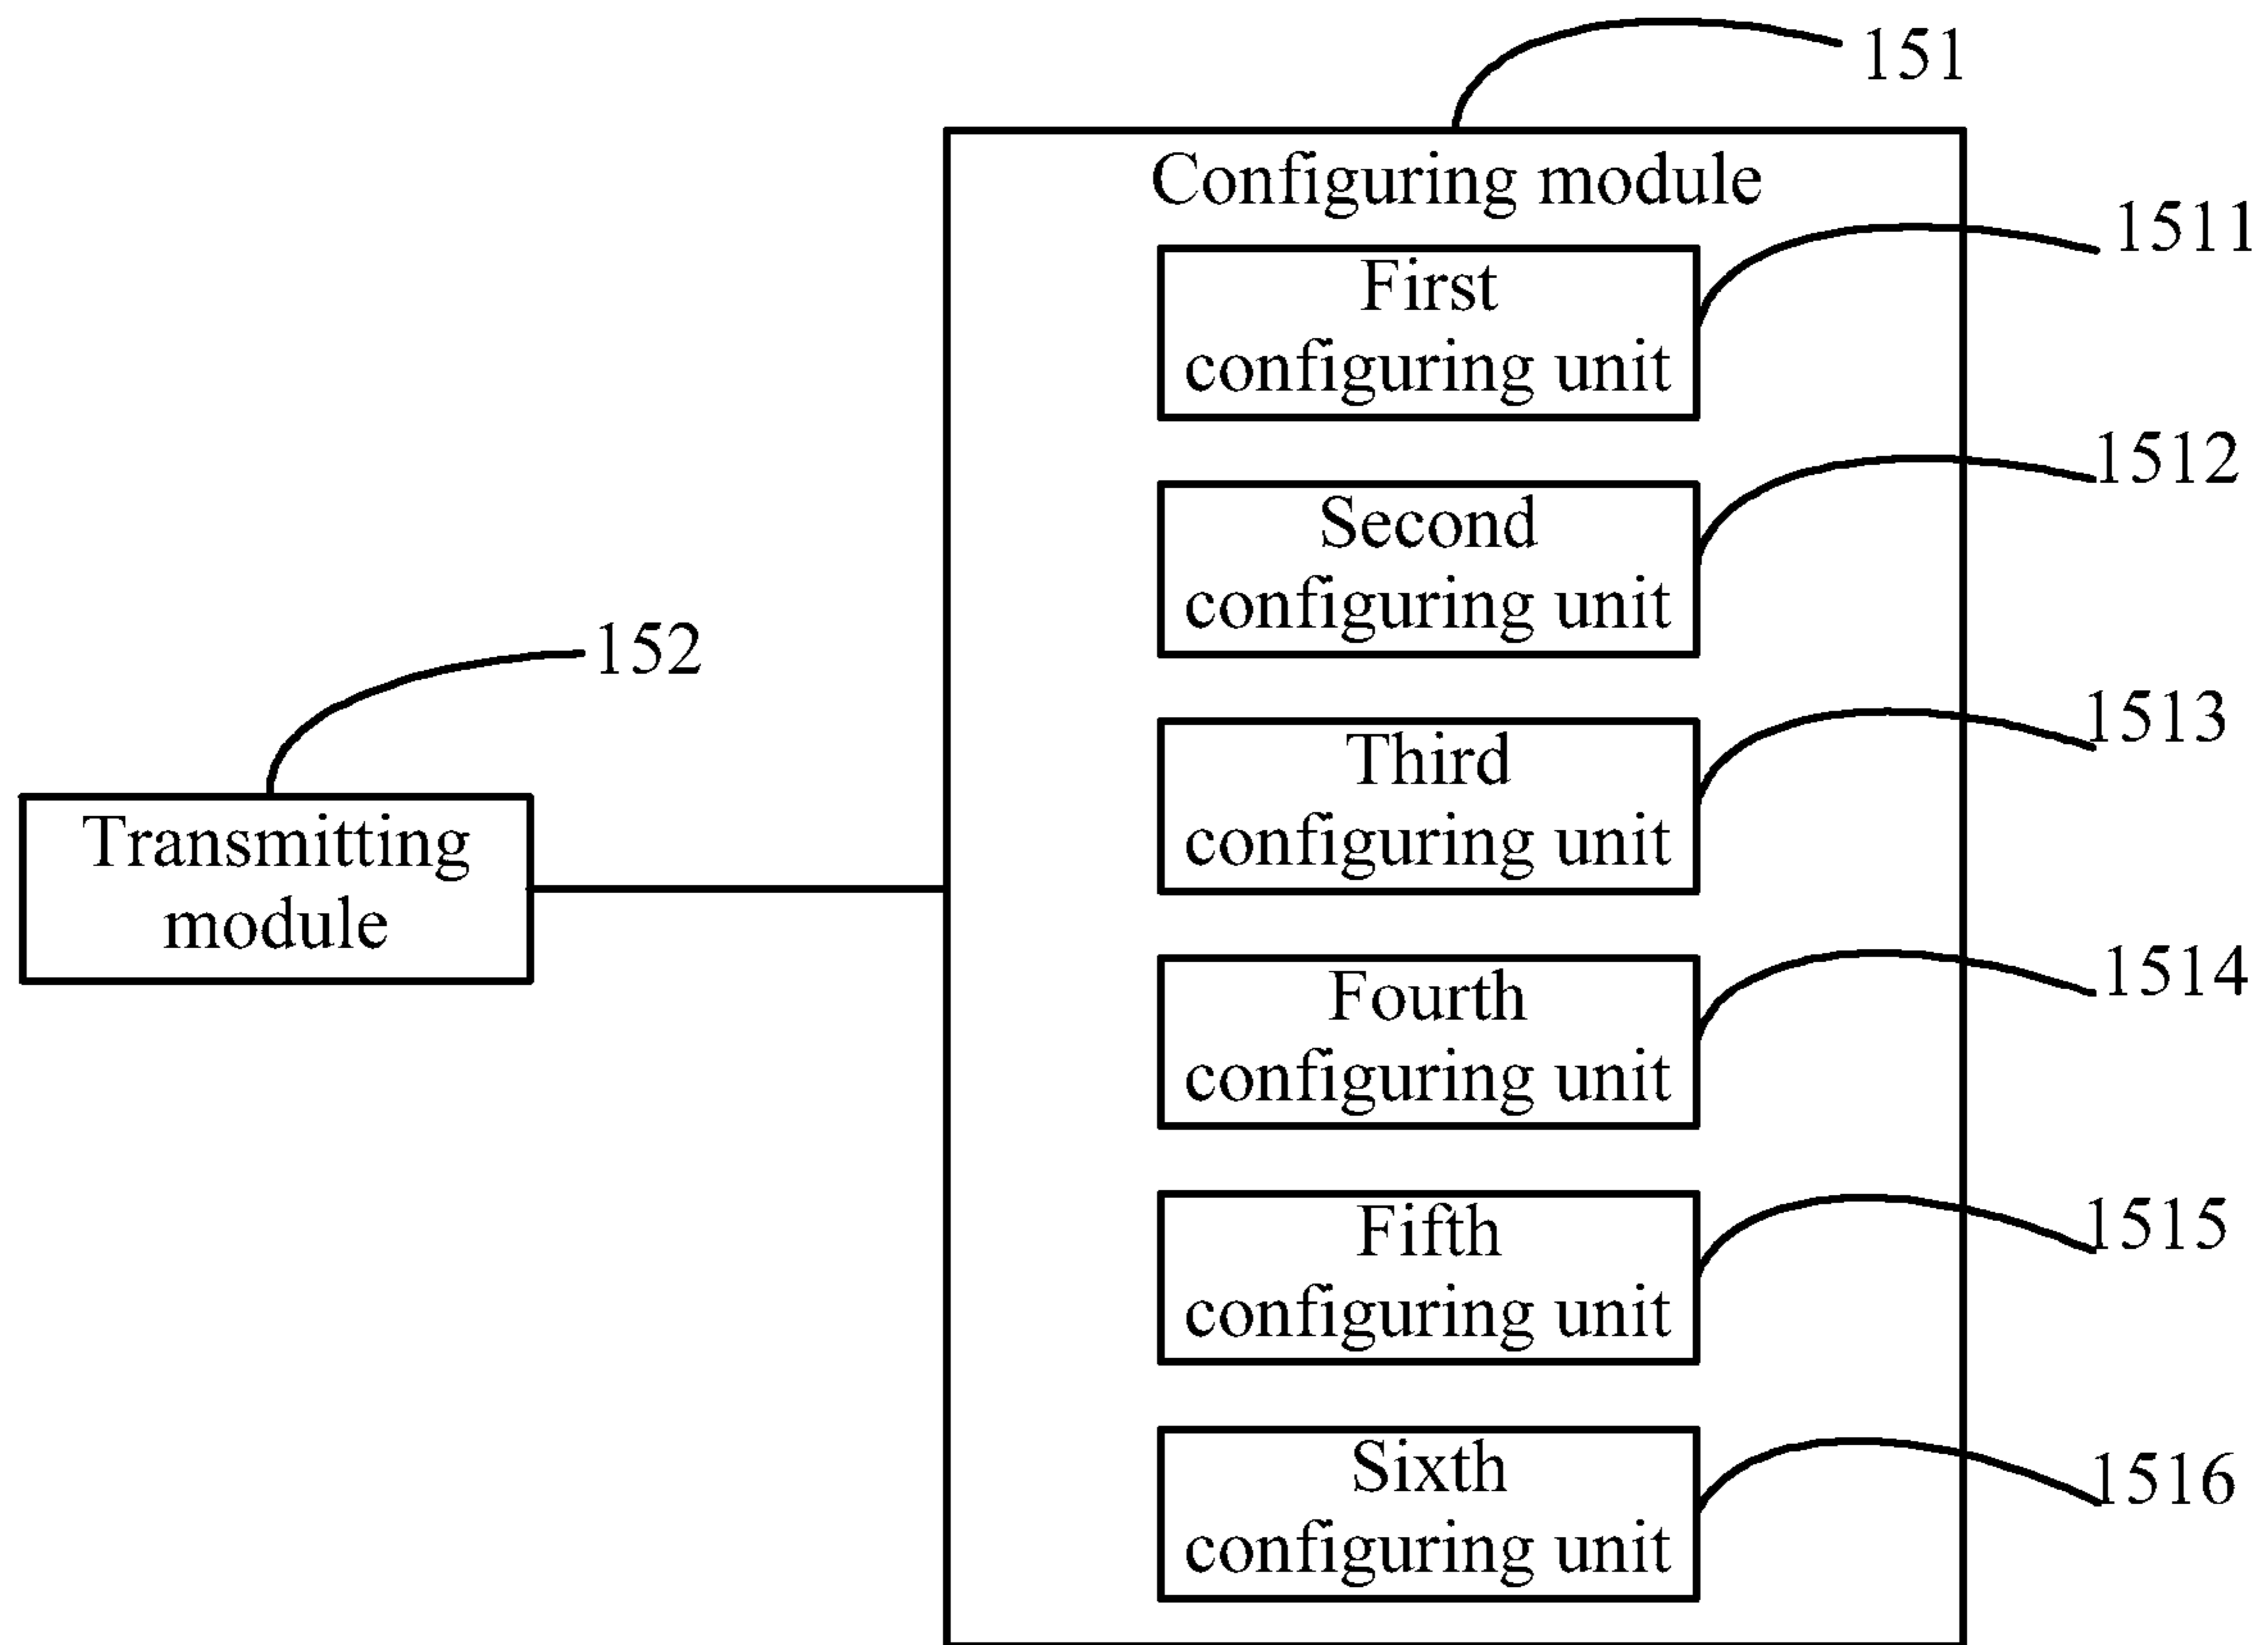 151
Configuring module
1511
First
configuring unit
1512
Second
configuring unit
152
1513
Third
configuring unit
Transmitting
module
1514
Fourth
configuring unit
1515
Fifth
configuring unit
1516
Sixth
configuring unit